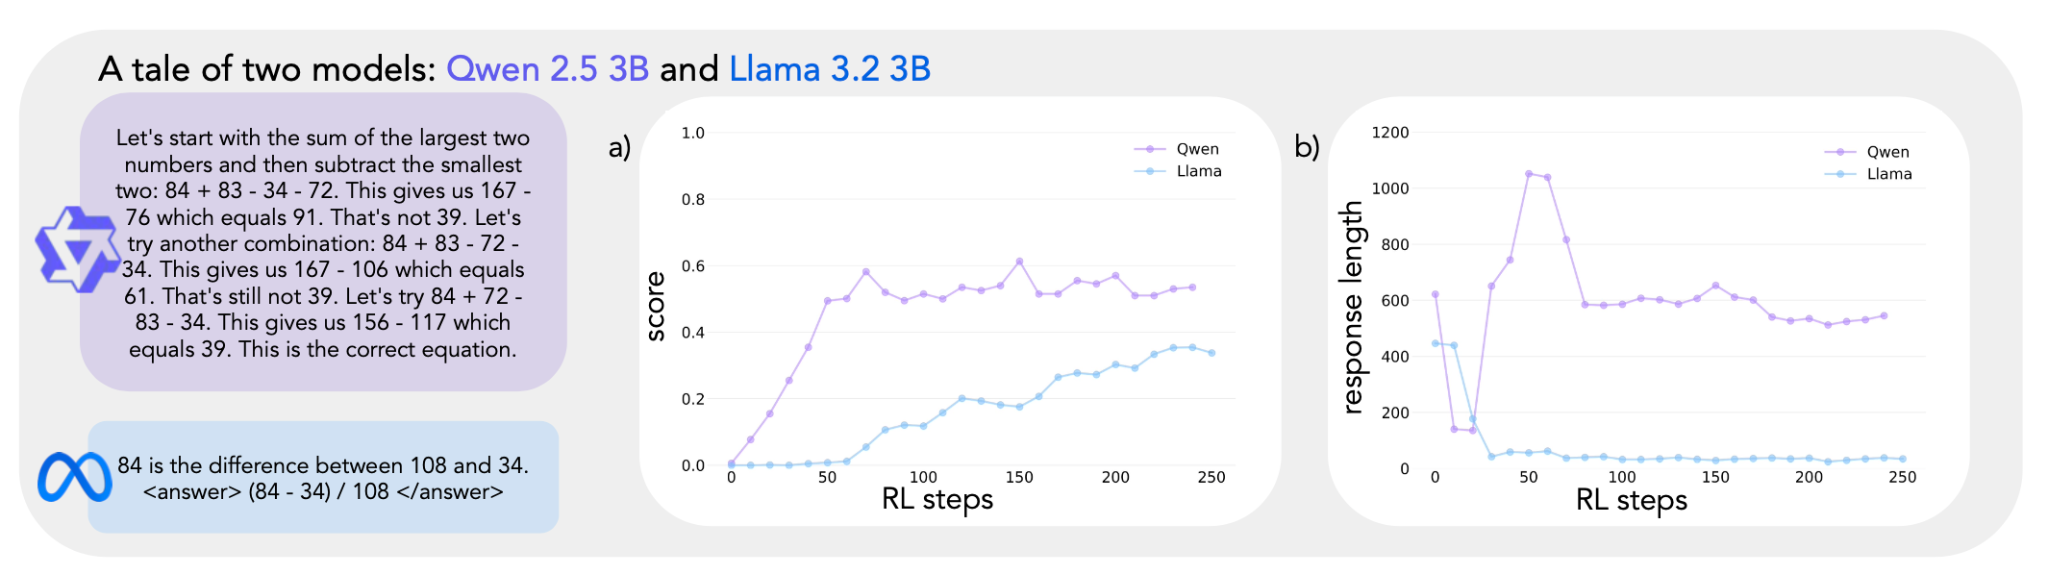 A tale of two models: Qwen 2.5 3B and Llama 3.2 3B
Let's start with the sum of the largest two
numbers and then subtract the smallest
two: 84 + 83 - 34 - 72. This gives us 167 -
76 which equals 91. That's not 39. Let's
try another combination: 84 + 83 - 72 -
34. This gives us 167 - 106 which equals
61. That's still not 39. Let's try 84 + 72 -
83 - 34. This gives us 156 - 117 which
equals 39. This is the correct equation.
84 is the difference between 108 and 34.
<answer> (84 - 34) / 108 </answer>
a)
score
1.0
0.8
0.6
0.4
0.2
0.0
Qwen
Llama
0 50 100 150 200 250
RL steps
b)
response length
1200
1000
800
600
400
200
0
Qwen
Llama
0 50 100 150 200 250
RL steps